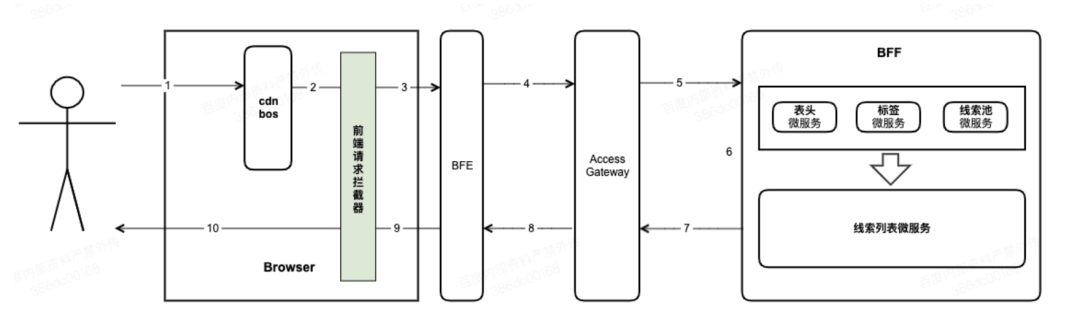 BFF
1
2
3
4
5
cdn
bos
表头
微服务
标签
微服务
线索池
微服务
前端请求拦截器
BFE
Access
Gateway
6
10
9
8
7
线索列表微服务
Browser